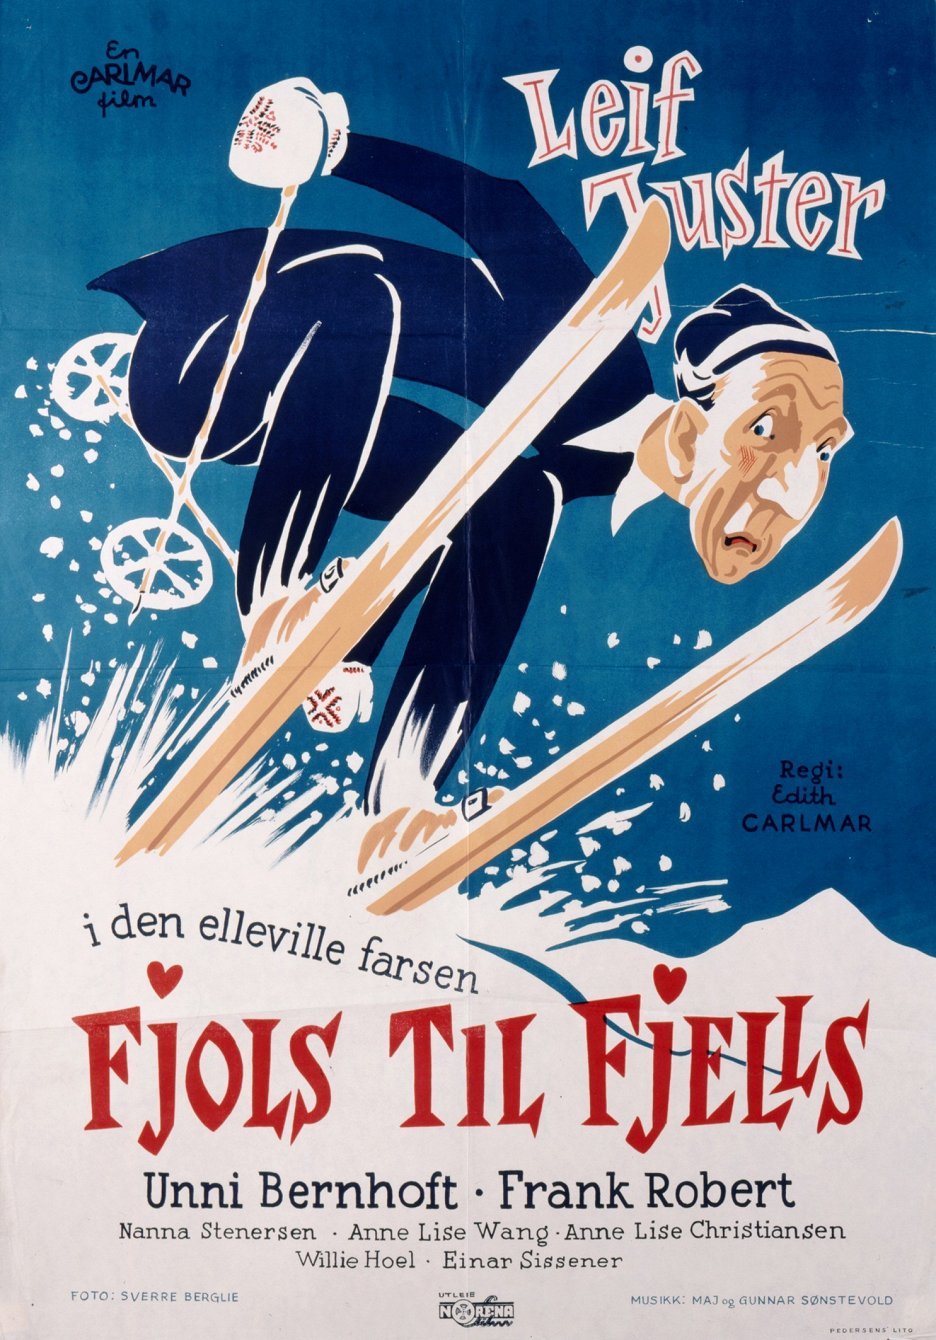 En
CARLMAR
film
Leif
Juster
Regi:
Edith
CARLMAR
i den elleville farsen
FJOLS TIL FJELLS
Unni Bernhoft · Frank Robert
Nanna Stenersen · Anne Lise Wang · Anne Lise Christiansen
Willie Hoel · Einar Sissener
FOTO: SVERRE BERGLIE
UTLEIE
NORENA
film
MUSIKK: MAJ og GUNNAR SØNSTEVOLD
PEDERSENS LITO